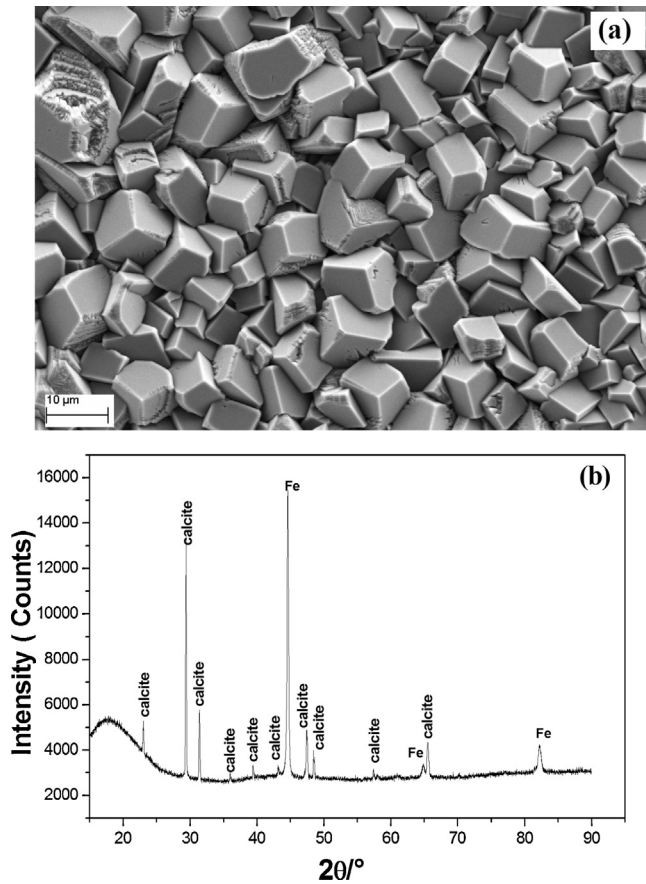 (a)
10 µm
(b)
Intensity ( Counts)
16000
14000
12000
10000
8000
6000
4000
2000
calcite
calcite
calcite
calcite
calcite
calcite
Fe
calcite
calcite
calcite
Fe
calcite
Fe
20 30 40 50 60 70 80 90
2θ/°